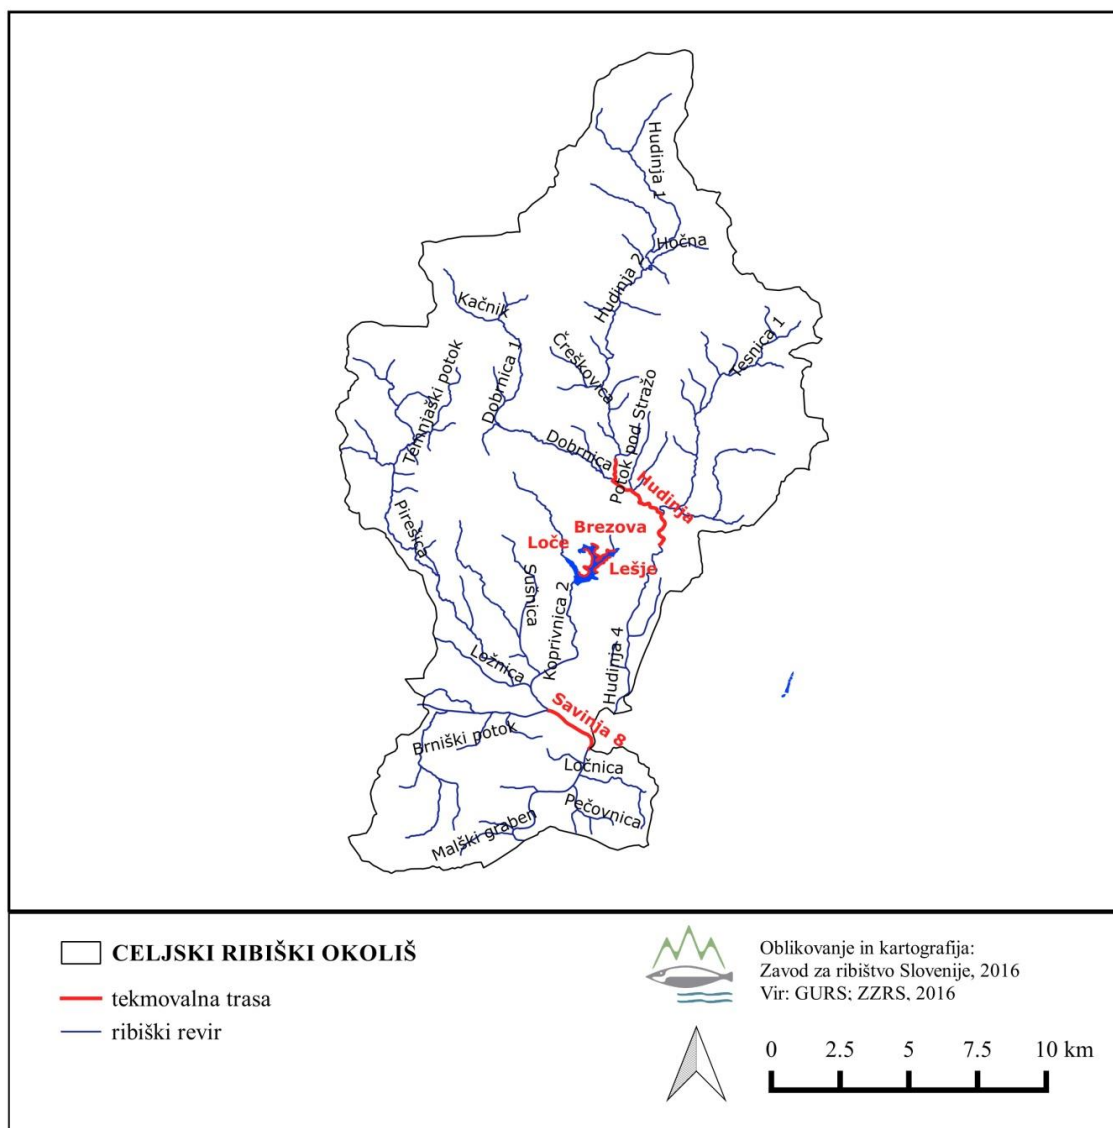 Hudinja 1
Hočna
Hudinja 2
Kačnik
Tesnica 1
Čreškovica
Dobrnica 1
Temnjaški potok
Potok pod Stražo
Dobrnica
Hudinja
Pirešica
Brezova
Loče
Lešje
Sušnica
Koprivnica 2
Hudinja 4
Ložnica
Savinja 8
Brniški potok
Ločnica
Pečovnica
Malški graben
CELJSKI RIBIŠKI OKOLIŠ
tekmovalna trasa
ribiški revir
Oblikovanje in kartografija:
Zavod za ribištvo Slovenije, 2016
Vir: GURS; ZZRS, 2016
0 2.5 5 7.5 10 km